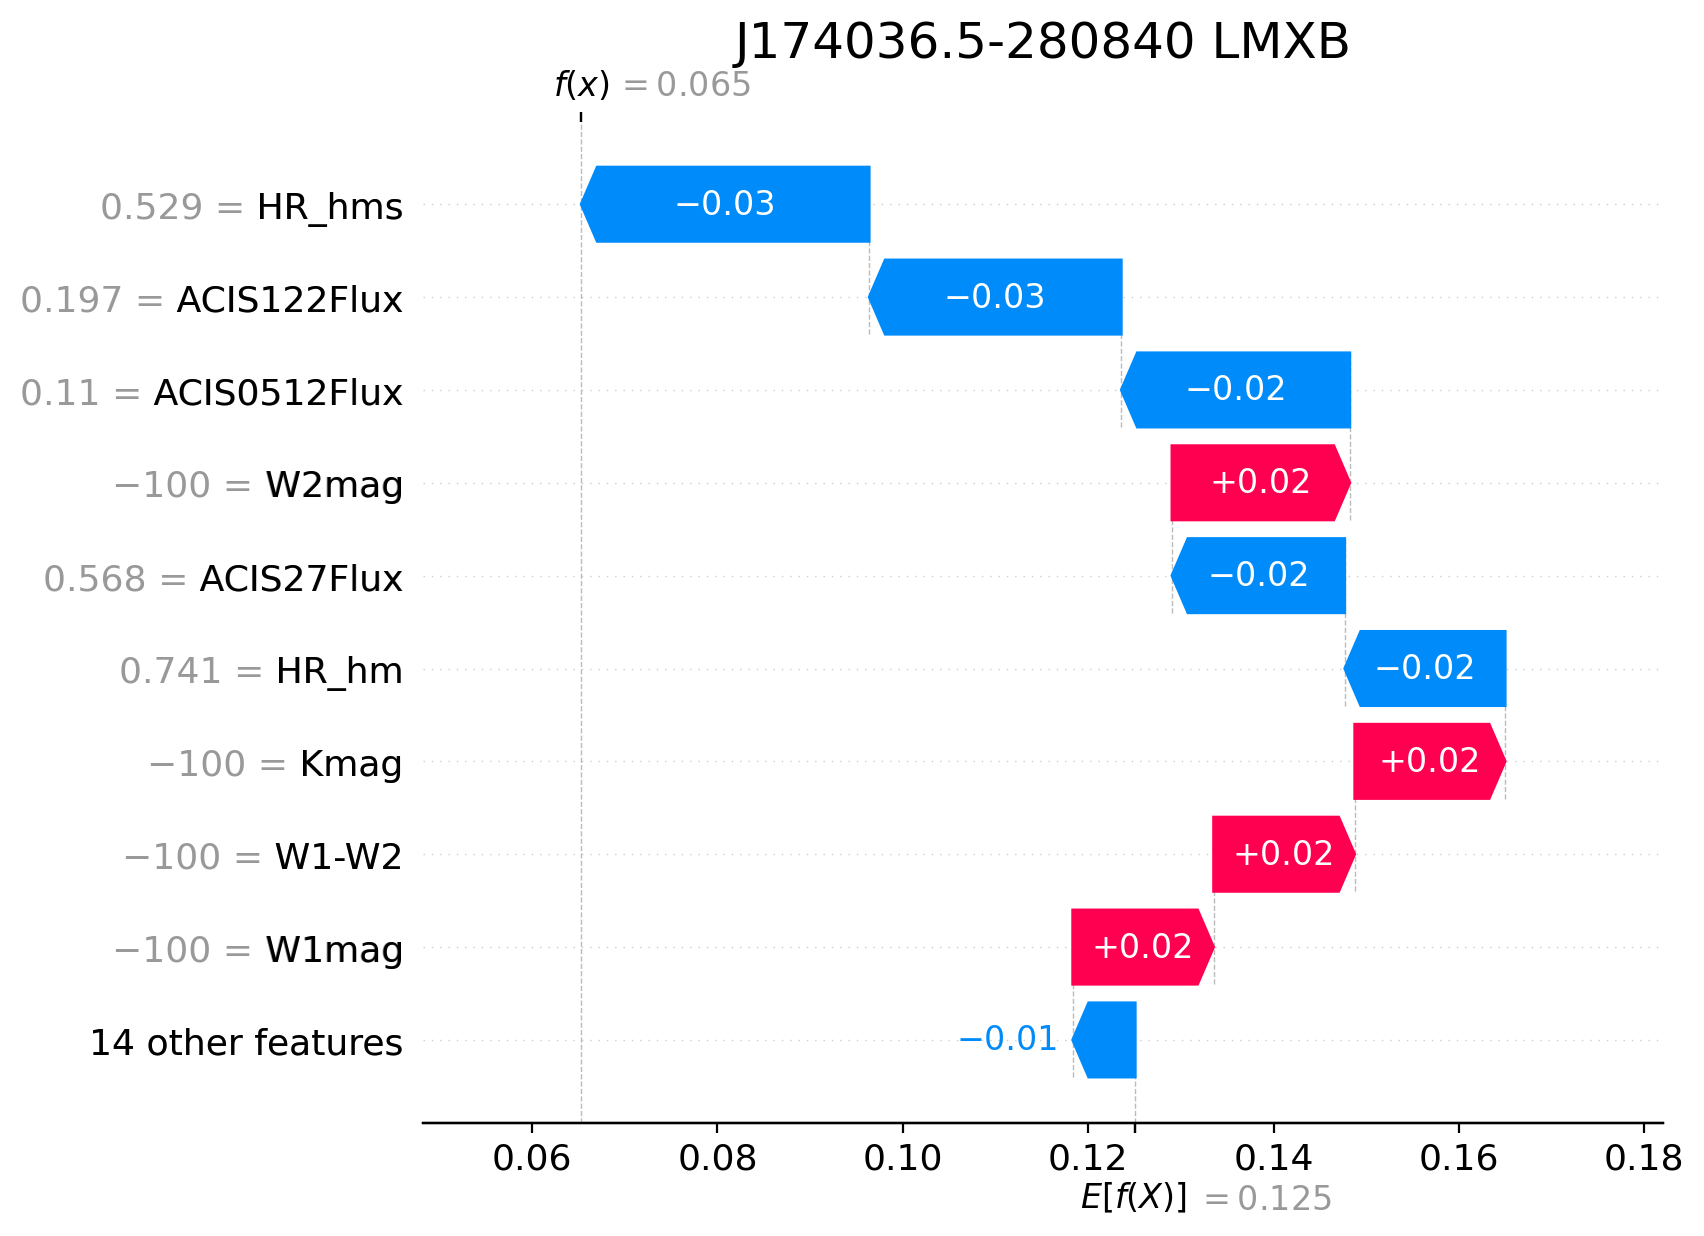 J174036.5-280840 LMXB
f(x) = 0.065
0.529 = HR_hms −0.03
0.197 = ACIS122Flux −0.03
0.11 = ACIS0512Flux −0.02
−100 = W2mag +0.02
0.568 = ACIS27Flux −0.02
0.741 = HR_hm −0.02
−100 = Kmag +0.02
−100 = W1-W2 +0.02
−100 = W1mag +0.02
14 other features −0.01
0.06 0.08 0.10 0.12 0.14 0.16 0.18
E[f(X)] = 0.125